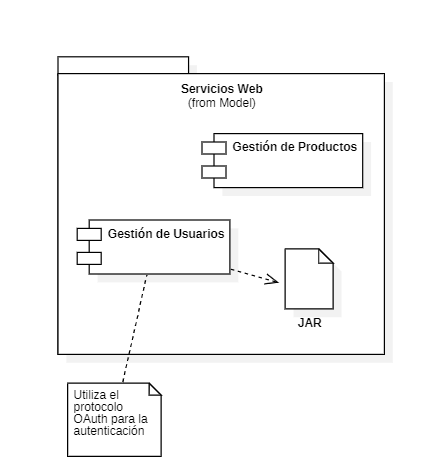 Servicios Web
(from Model)
Gestión de Productos
Gestión de Usuarios
JAR
Utiliza el
protocolo
OAuth para la
autenticación